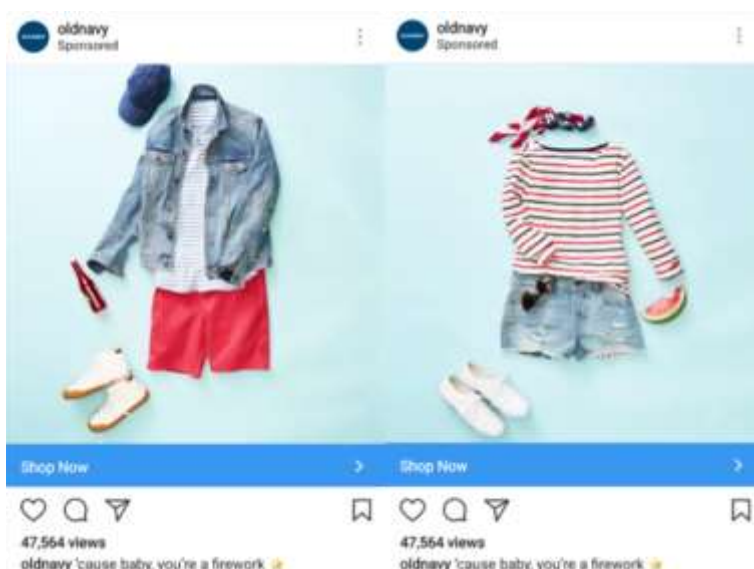 oldnavy
Sponsored
Shop Now
47,564 views
oldnavy 'cause baby, you're a firework
oldnavy
Sponsored
Shop Now
47,564 views
oldnavy 'cause baby, you're a firework